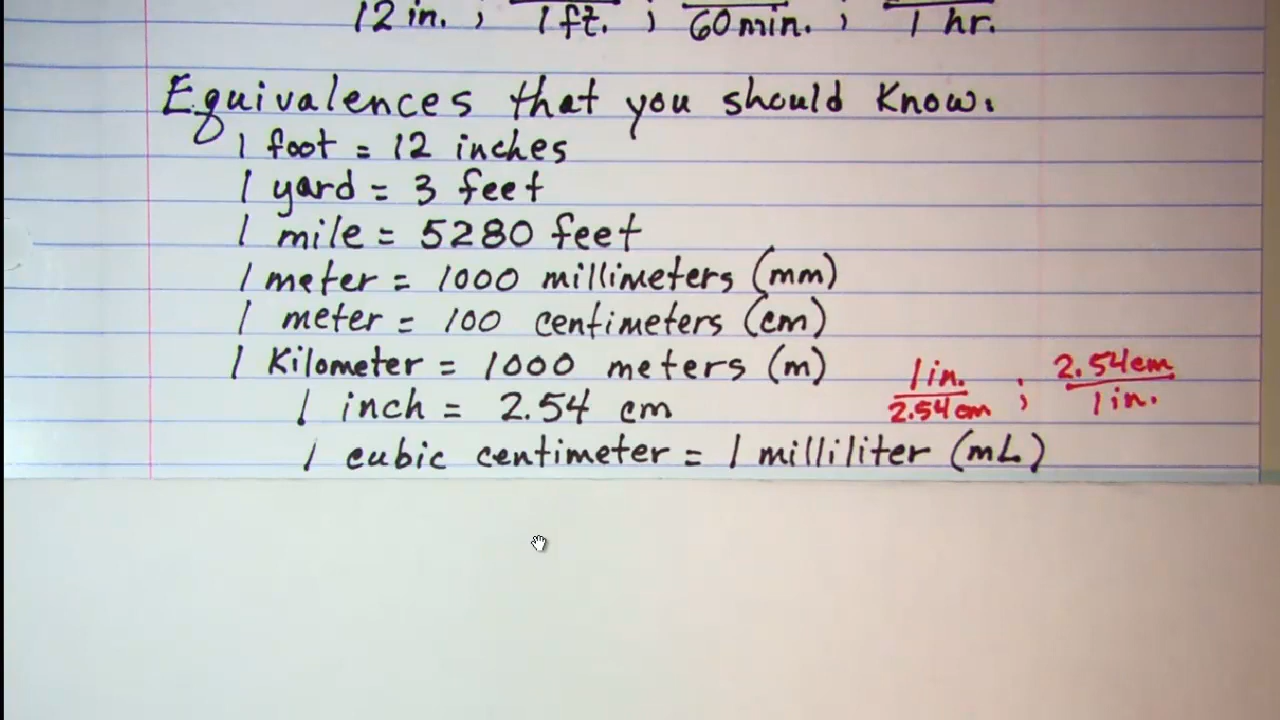 12 in. ; 1 ft. ; 60 min. ; 1 hr.
Equivalences that you should know.
1 foot = 12 inches
1 yard = 3 feet
1 mile = 5280 feet
1 meter = 1000 millimeters (mm)
1 meter = 100 centimeters (cm)
1 Kilometer = 1000 meters (m)
1 inch = 2.54 cm
1 in. / 2.54 cm ; 2.54 cm / 1 in.
1 cubic centimeter = 1 milliliter (mL)